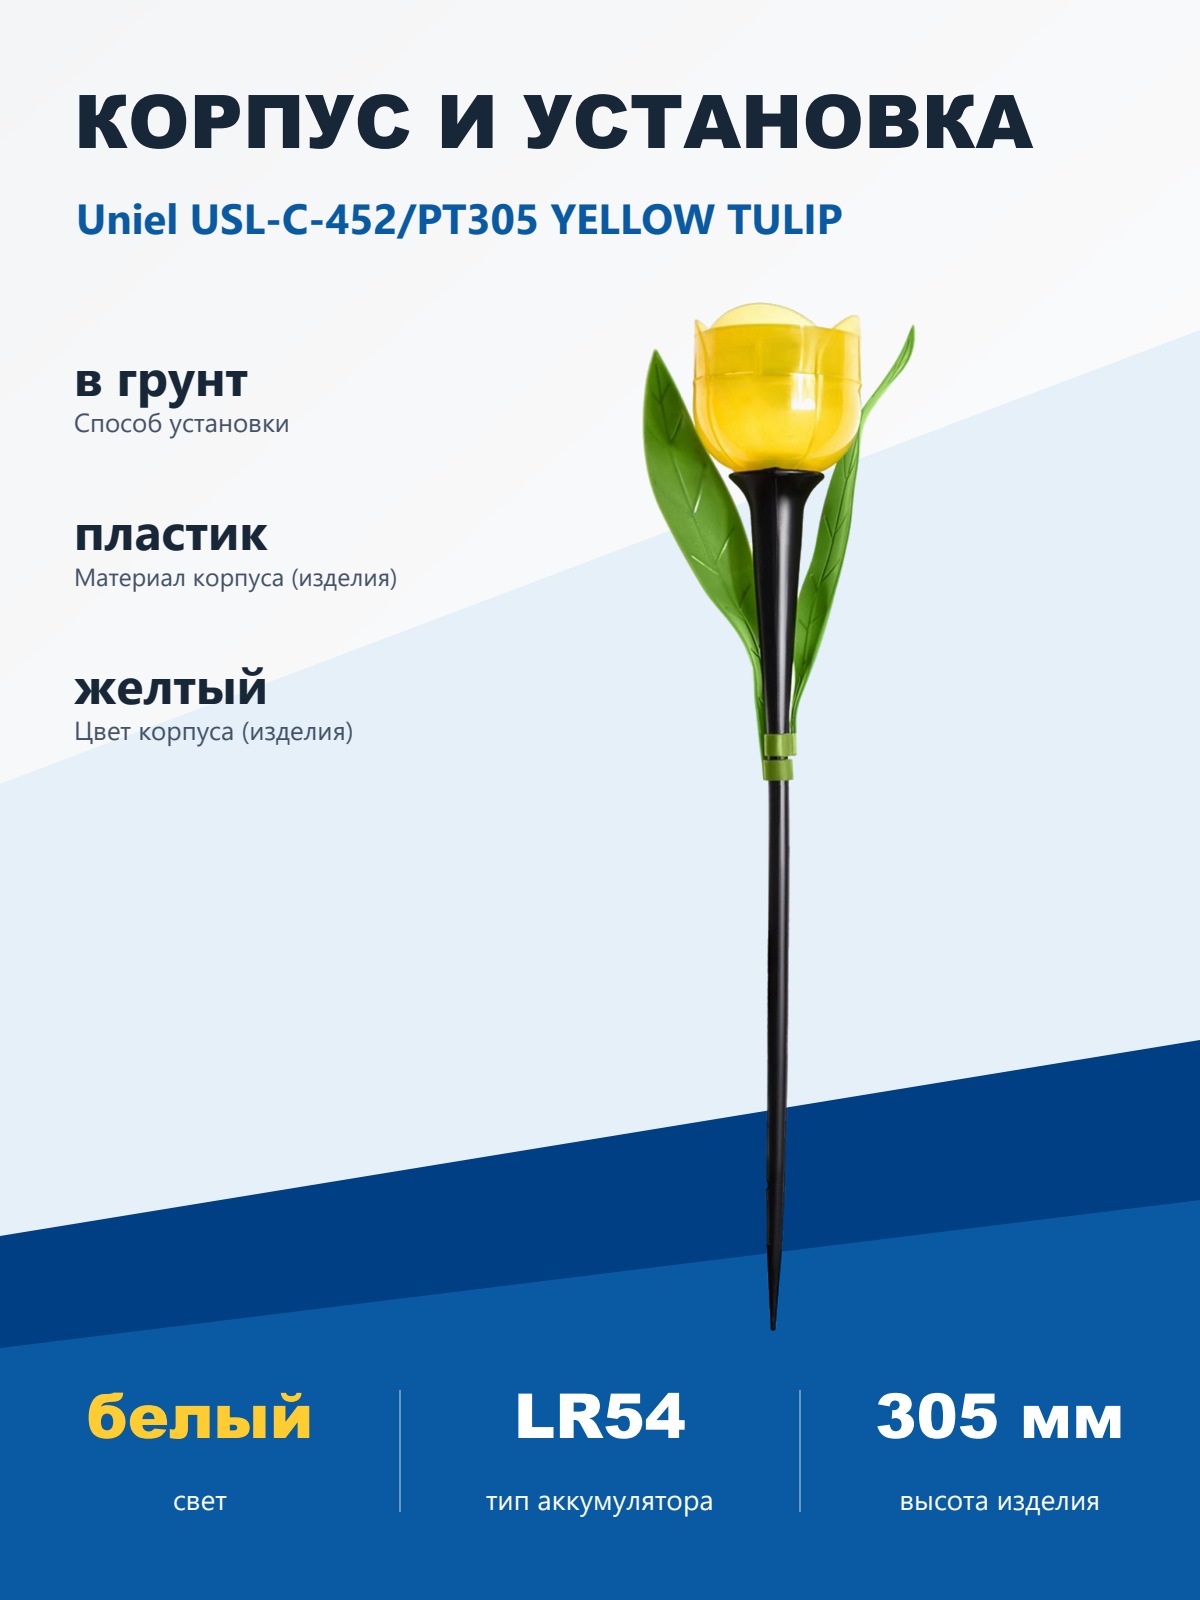 КОРПУС И УСТАНОВКА
Uniel USL-C-452/PT305 YELLOW TULIP
в грунт
Способ установки
пластик
Материал корпуса (изделия)
желтый
Цвет корпуса (изделия)
белый
свет
LR54
тип аккумулятора
305 мм
высота изделия